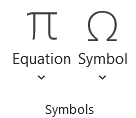 π Ω
Equation Symbol
Symbols